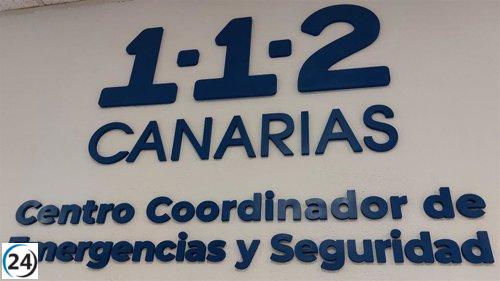 1·1·2
CANARIAS
Centro Coordinador de
Emergencias y Seguridad
24